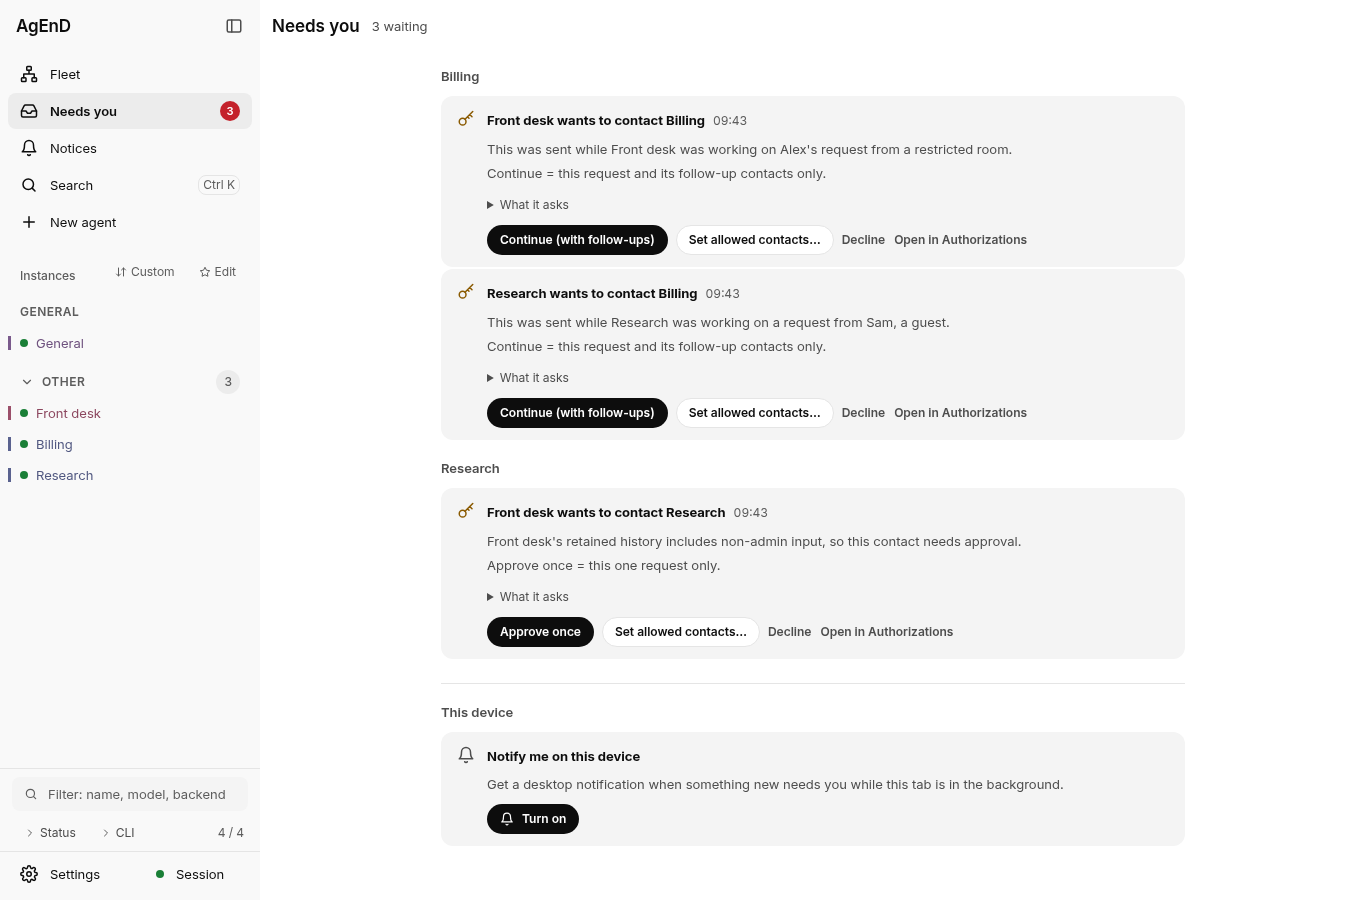 AgEnD
Fleet
Needs you 3
Notices
Search Ctrl K
New agent
Instances Custom Edit
GENERAL
General
OTHER 3
Front desk
Billing
Research
Filter: name, model, backend
Status CLI 4 / 4
Settings Session
Needs you 3 waiting
Billing
Front desk wants to contact Billing 09:43
This was sent while Front desk was working on Alex's request from a restricted room.
Continue = this request and its follow-up contacts only.
What it asks
Continue (with follow-ups) Set allowed contacts... Decline Open in Authorizations
Research wants to contact Billing 09:43
This was sent while Research was working on a request from Sam, a guest.
Continue = this request and its follow-up contacts only.
What it asks
Continue (with follow-ups) Set allowed contacts... Decline Open in Authorizations
Research
Front desk wants to contact Research 09:43
Front desk's retained history includes non-admin input, so this contact needs approval.
Approve once = this one request only.
What it asks
Approve once Set allowed contacts... Decline Open in Authorizations
This device
Notify me on this device
Get a desktop notification when something new needs you while this tab is in the background.
Turn on